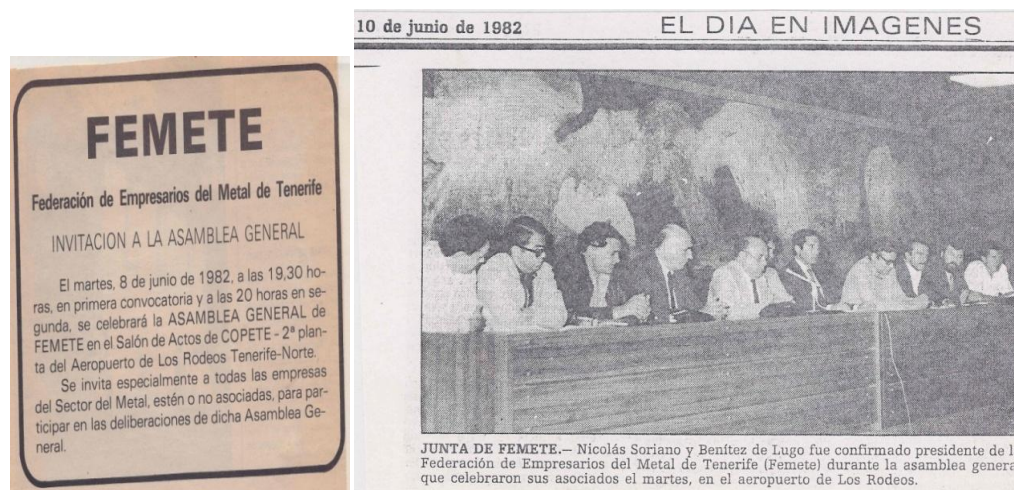 FEMETE
Federación de Empresarios del Metal de Tenerife
INVITACION A LA ASAMBLEA GENERAL
El martes, 8 de junio de 1982, a las 19,30 ho-
ras, en primera convocatoria y a las 20 horas en se-
gunda, se celebrará la ASAMBLEA GENERAL de
FEMETE en el Salón de Actos de COPETE - 2ª plan-
ta del Aeropuerto de Los Rodeos Tenerife-Norte.
Se invita especialmente a todas las empresas
del Sector del Metal, estén o no asociadas, para par-
ticipar en las deliberaciones de dicha Asamblea Ge-
neral.
10 de junio de 1982
EL DIA EN IMAGENES
JUNTA DE FEMETE.— Nicolás Soriano y Benítez de Lugo fue confirmado presidente de l
Federación de Empresarios del Metal de Tenerife (Femete) durante la asamblea genera
que celebraron sus asociados el martes, en el aeropuerto de Los Rodeos.